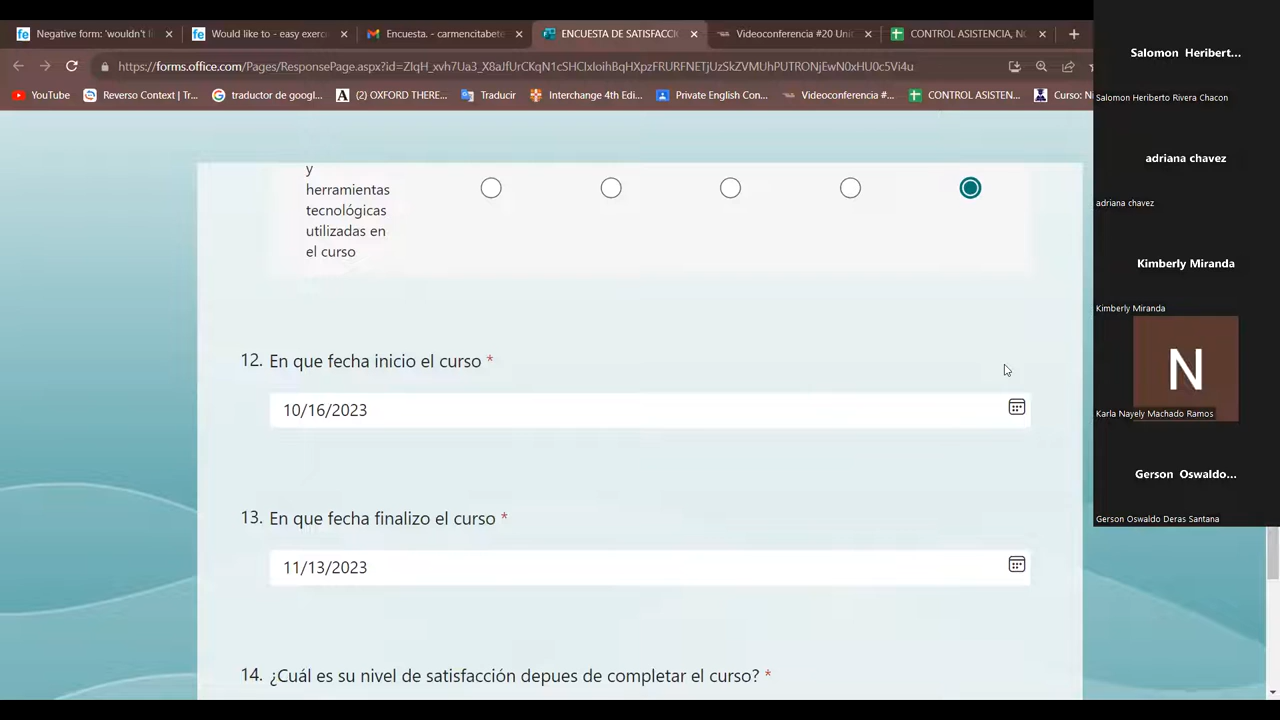 Negative form: 'wouldn't li
Would like to - easy exerc
Encuesta. - carmencitabete
ENCUESTA DE SATISFACCI
Videoconferencia #20 Uni
CONTROL ASISTENCIA, N
https://forms.office.com/Pages/ResponsePage.aspx?id=ZIqH_xvh7Ua3_X8aJfUrCKqN1cSHCIxloihBqHXpzFRURFNETjUzSkZVMUhPUTRONjEwN0xHU0c5Vi4u
YouTube
Reverso Context | Tr...
traductor de googl...
(2) OXFORD THERE...
Traducir
Interchange 4th Edi...
Private English Con...
Videoconferencia #...
CONTROL ASISTEN...
Curso: Ni
y
herramientas
tecnológicas
utilizadas en
el curso
12. En que fecha inicio el curso *
10/16/2023
13. En que fecha finalizo el curso *
11/13/2023
14. ¿Cuál es su nivel de satisfacción depues de completar el curso? *
Salomon Heribert...
Salomon Heriberto Rivera Chacon
adriana chavez
adriana chavez
Kimberly Miranda
Kimberly Miranda
N
Karla Nayely Machado Ramos
Gerson Oswaldo...
Gerson Oswaldo Deras Santana